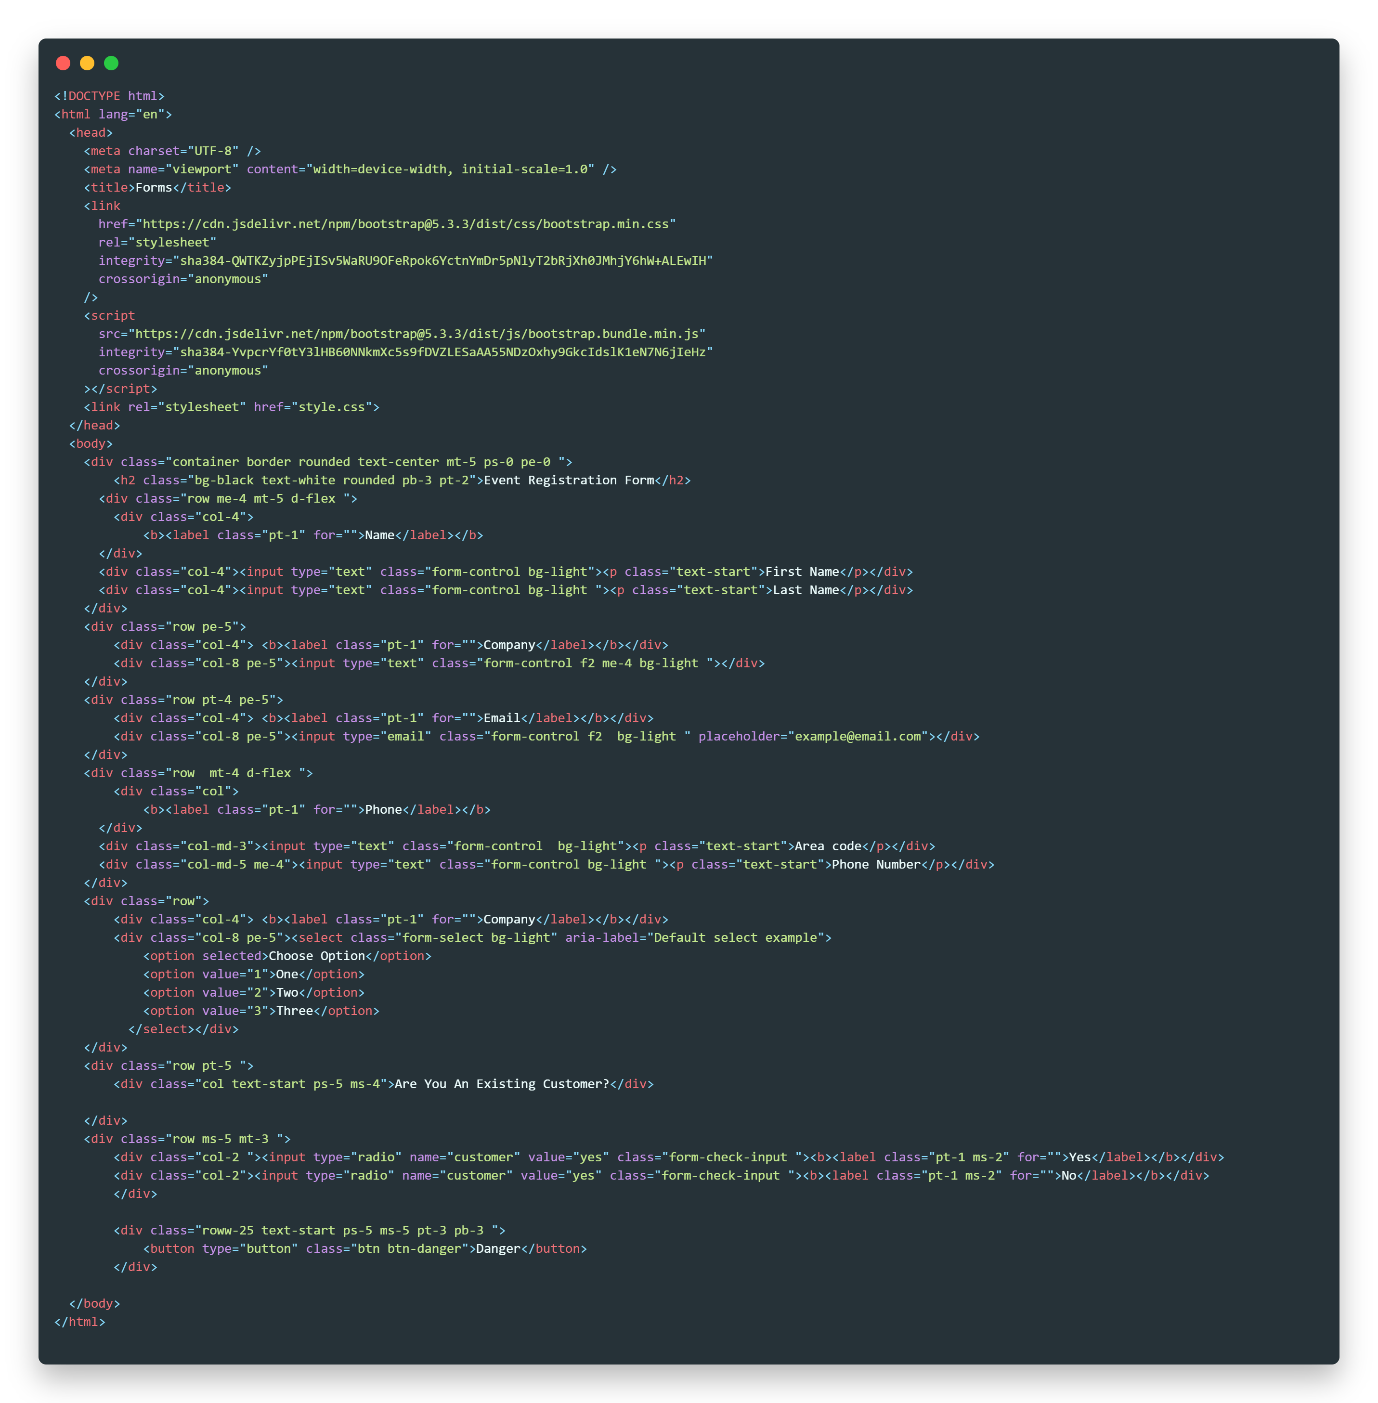 <!DOCTYPE html>
<html lang="en">
  <head>
    <meta charset="UTF-8" />
    <meta name="viewport" content="width=device-width, initial-scale=1.0" />
    <title>Forms</title>
    <link
      href="https://cdn.jsdelivr.net/npm/bootstrap@5.3.3/dist/css/bootstrap.min.css"
      rel="stylesheet"
      integrity="sha384-QWTKZyjpPEjISv5WaRU9OFeRpok6YctnYmDr5pNlyT2bRjXh0JMhjY6hW+ALEwIH"
      crossorigin="anonymous"
    />
    <script
      src="https://cdn.jsdelivr.net/npm/bootstrap@5.3.3/dist/js/bootstrap.bundle.min.js"
      integrity="sha384-YvpcrYf0tY3lHB60NNkmXc5s9fDVZLESaAA55NDzOxhy9GkcIdslK1eN7N6jIeHz"
      crossorigin="anonymous"
    ></script>
    <link rel="stylesheet" href="style.css">
  </head>
  <body>
    <div class="container border rounded text-center mt-5 ps-0 pe-0 ">
        <h2 class="bg-black text-white rounded pb-3 pt-2">Event Registration Form</h2>
      <div class="row me-4 mt-5 d-flex ">
        <div class="col-4">
            <b><label class="pt-1" for="">Name</label></b>
      </div>
      <div class="col-4"><input type="text" class="form-control bg-light"><p class="text-start">First Name</p></div>
      <div class="col-4"><input type="text" class="form-control bg-light "><p class="text-start">Last Name</p></div>
    </div>
    <div class="row pe-5">
        <div class="col-4"> <b><label class="pt-1" for="">Company</label></b></div>
        <div class="col-8 pe-5"><input type="text" class="form-control f2 me-4 bg-light "></div>
    </div>
    <div class="row pt-4 pe-5">
        <div class="col-4"> <b><label class="pt-1" for="">Email</label></b></div>
        <div class="col-8 pe-5"><input type="email" class="form-control f2  bg-light " placeholder="example@email.com"></div>
    </div>
    <div class="row  mt-4 d-flex ">
        <div class="col">
            <b><label class="pt-1" for="">Phone</label></b>
      </div>
      <div class="col-md-3"><input type="text" class="form-control  bg-light"><p class="text-start">Area code</p></div>
      <div class="col-md-5 me-4"><input type="text" class="form-control bg-light "><p class="text-start">Phone Number</p></div>
    </div>
    <div class="row">
        <div class="col-4"> <b><label class="pt-1" for="">Company</label></b></div>
        <div class="col-8 pe-5"><select class="form-select bg-light" aria-label="Default select example">
            <option selected>Choose Option</option>
            <option value="1">One</option>
            <option value="2">Two</option>
            <option value="3">Three</option>
          </select></div>
    </div>
    <div class="row pt-5 ">
        <div class="col text-start ps-5 ms-4">Are You An Existing Customer?</div>

    </div>
    <div class="row ms-5 mt-3 ">
        <div class="col-2 "><input type="radio" name="customer" value="yes" class="form-check-input "><b><label class="pt-1 ms-2" for="">Yes</label></b></div>
        <div class="col-2"><input type="radio" name="customer" value="yes" class="form-check-input "><b><label class="pt-1 ms-2" for="">No</label></b></div>
        </div>

        <div class="roww-25 text-start ps-5 ms-5 pt-3 pb-3 ">
            <button type="button" class="btn btn-danger">Danger</button>
        </div>

  </body>
</html>